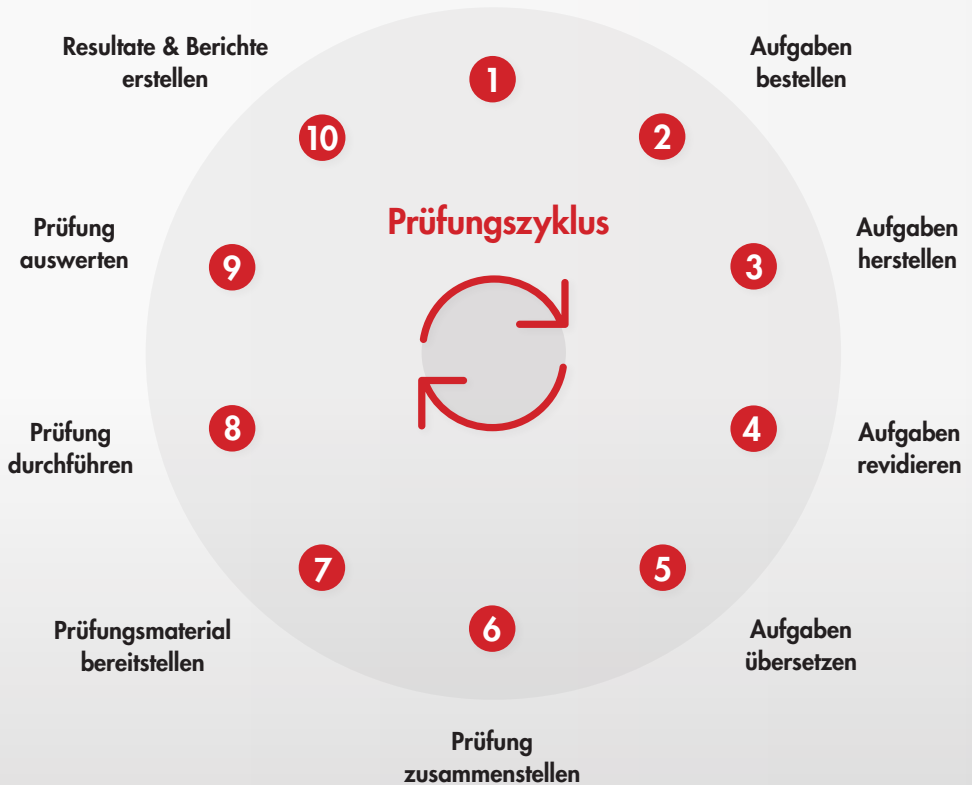 Prüfungszyklus
1
2
Aufgaben
bestellen
3
Aufgaben
herstellen
4
Aufgaben
revidieren
5
Aufgaben
übersetzen
6
Prüfung
zusammenstellen
7
Prüfungsmaterial
bereitstellen
8
Prüfung
durchführen
9
Prüfung
auswerten
10
Resultate & Berichte
erstellen